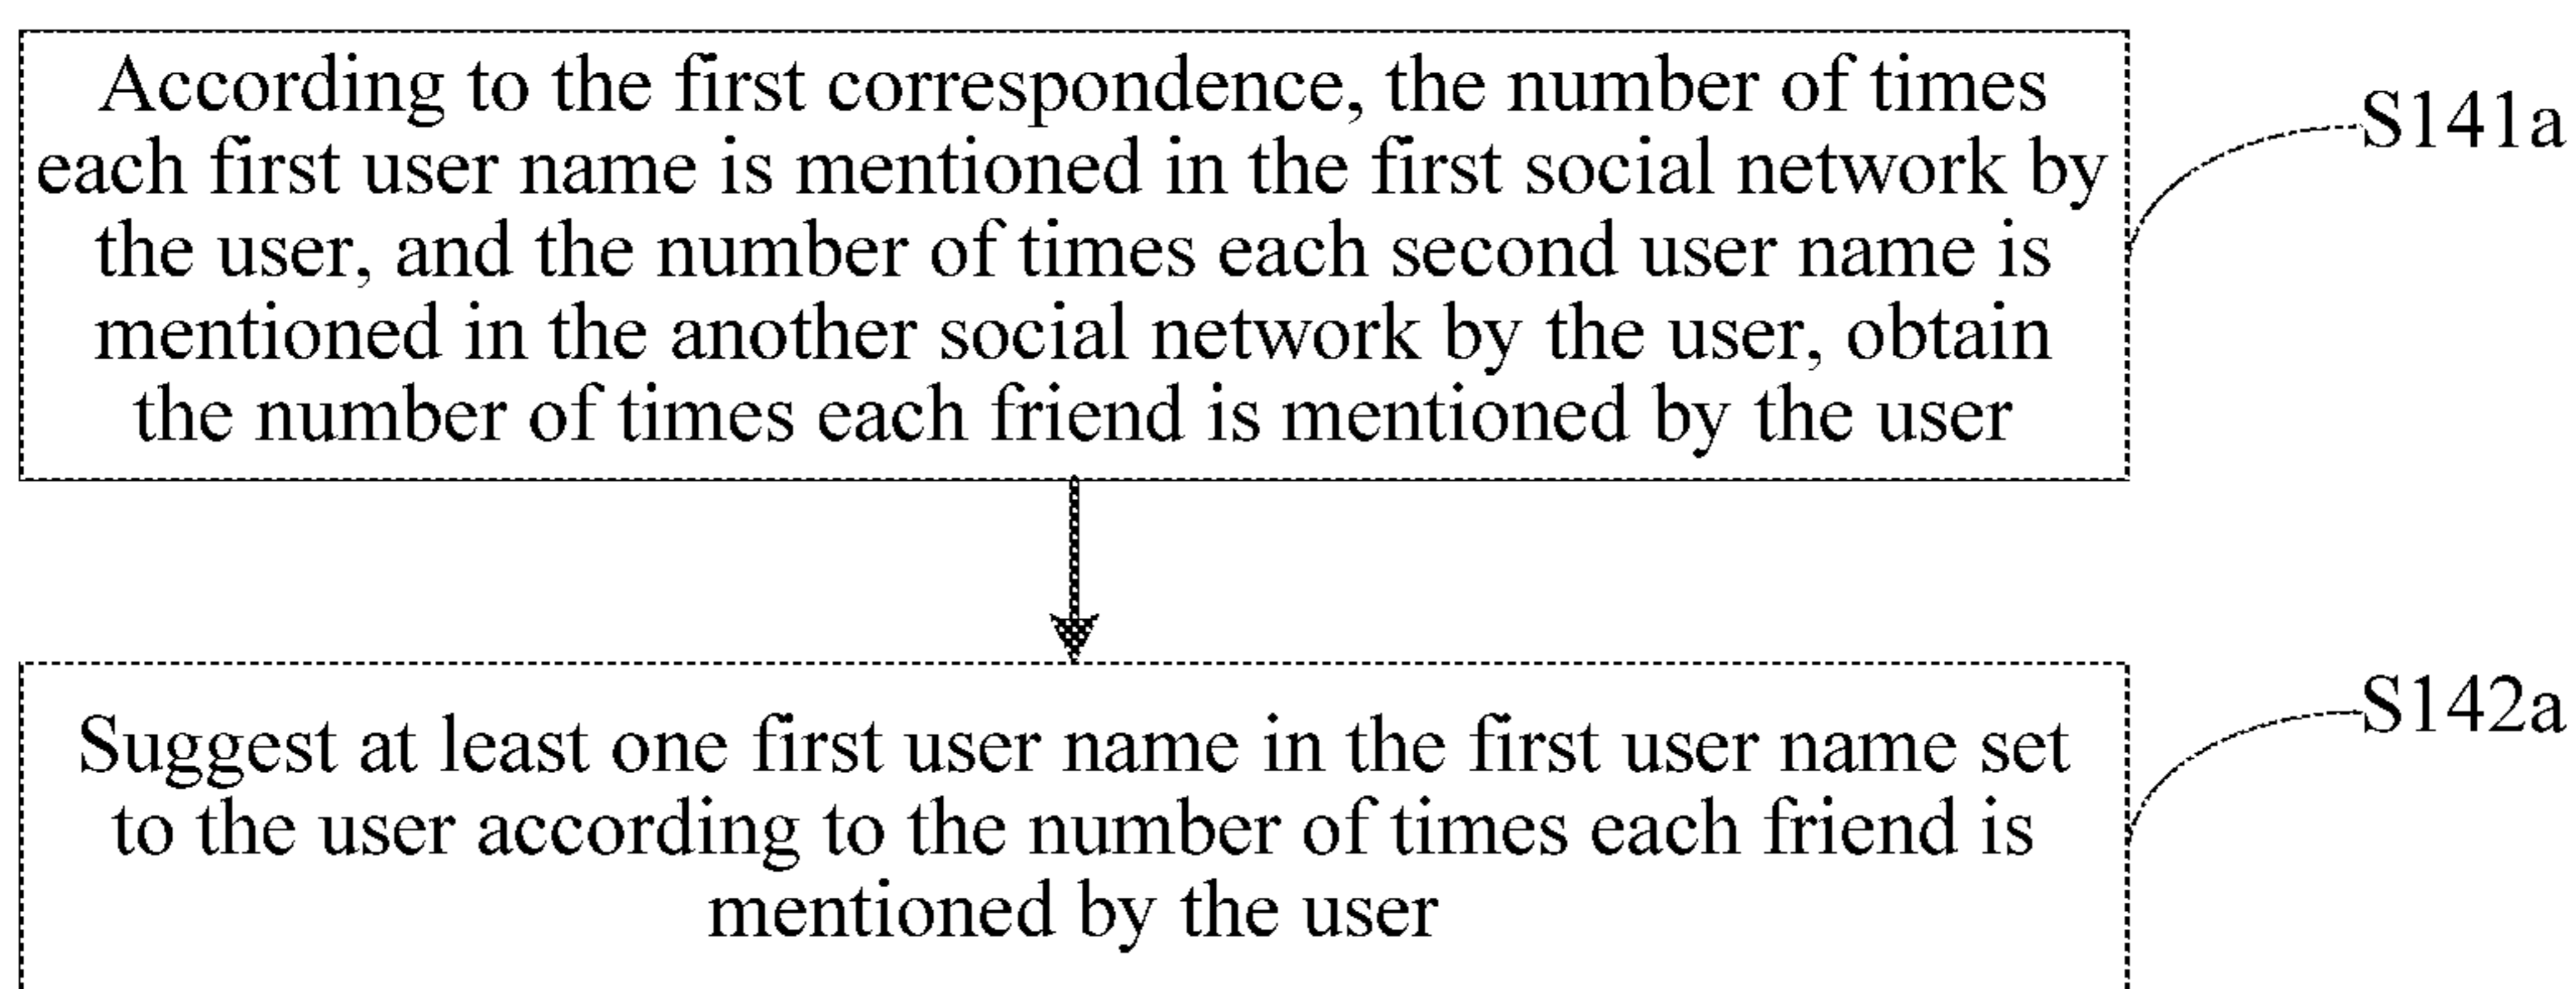 According to the first correspondence, the number of times
each first user name is mentioned in the first social network by
the user, and the number of times each second user name is
mentioned in the another social network by the user, obtain
the number of times each friend is mentioned by the user
S141a
Suggest at least one first user name in the first user name set
to the user according to the number of times each friend is
mentioned by the user
S142a